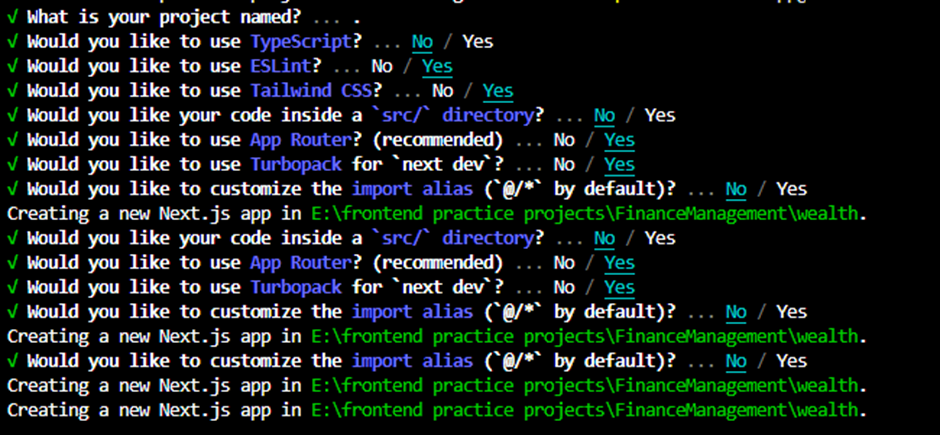 √ What is your project named? ... .
√ Would you like to use TypeScript? ... No / Yes
√ Would you like to use ESLint? ... No / Yes
√ Would you like to use Tailwind CSS? ... No / Yes
√ Would you like your code inside a `src/` directory? ... No / Yes
√ Would you like to use App Router? (recommended) ... No / Yes
√ Would you like to use Turbopack for `next dev`? ... No / Yes
√ Would you like to customize the import alias (`@/*` by default)? ... No / Yes
Creating a new Next.js app in E:\frontend practice projects\FinanceManagement\wealth.
√ Would you like your code inside a `src/` directory? ... No / Yes
√ Would you like to use App Router? (recommended) ... No / Yes
√ Would you like to use Turbopack for `next dev`? ... No / Yes
√ Would you like to customize the import alias (`@/*` by default)? ... No / Yes
Creating a new Next.js app in E:\frontend practice projects\FinanceManagement\wealth.
√ Would you like to customize the import alias (`@/*` by default)? ... No / Yes
Creating a new Next.js app in E:\frontend practice projects\FinanceManagement\wealth.
Creating a new Next.js app in E:\frontend practice projects\FinanceManagement\wealth.